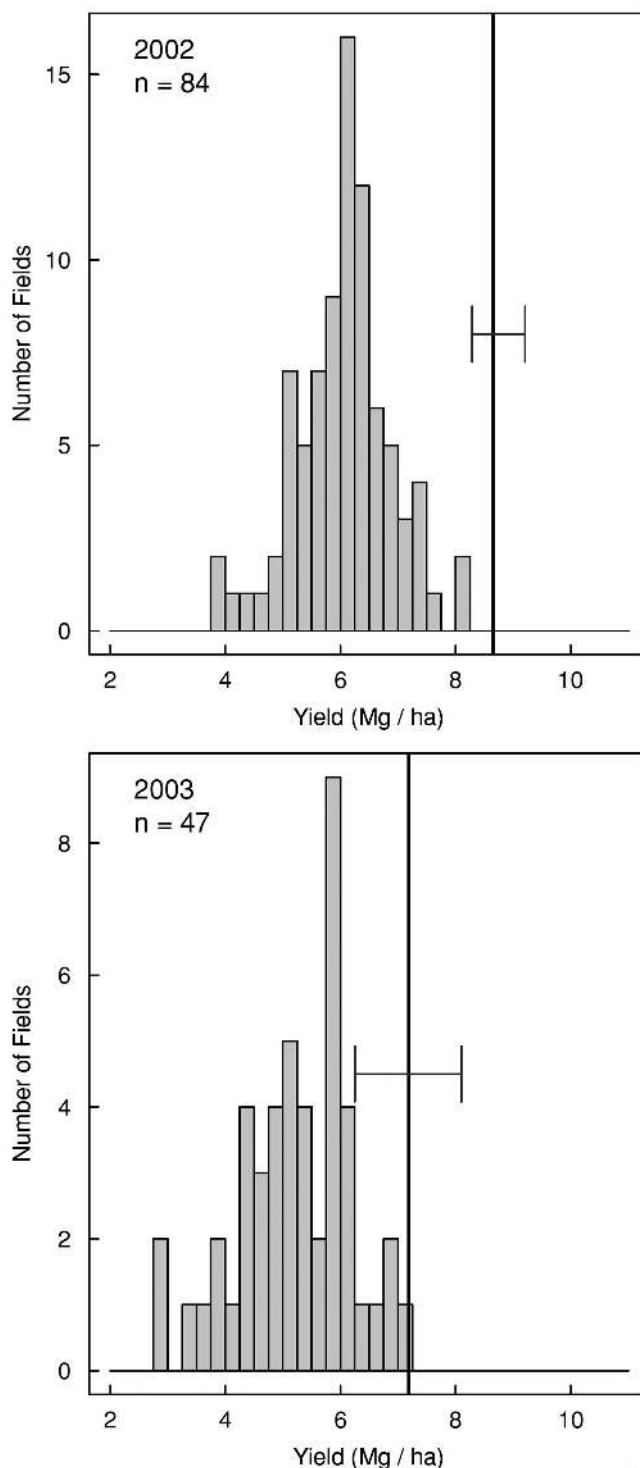 2002
n = 84
15
10
5
0
Number of Fields
2 4 6 8 10
Yield (Mg / ha)
2003
n = 47
8
6
4
2
0
Number of Fields
2 4 6 8 10
Yield (Mg / ha)